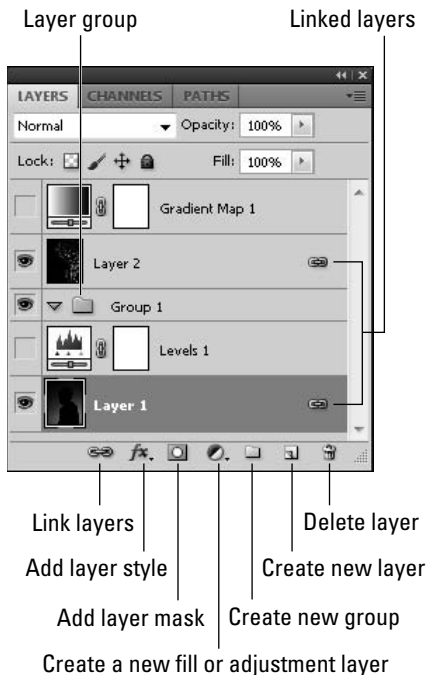 Layer group
Linked layers
LAYERS CHANNELS PATHS
Normal Opacity: 100%
Lock: Fill: 100%
Gradient Map 1
Layer 2
Group 1
Levels 1
Layer 1
fx.
Link layers
Delete layer
Add layer style
Create new layer
Add layer mask
Create new group
Create a new fill or adjustment layer